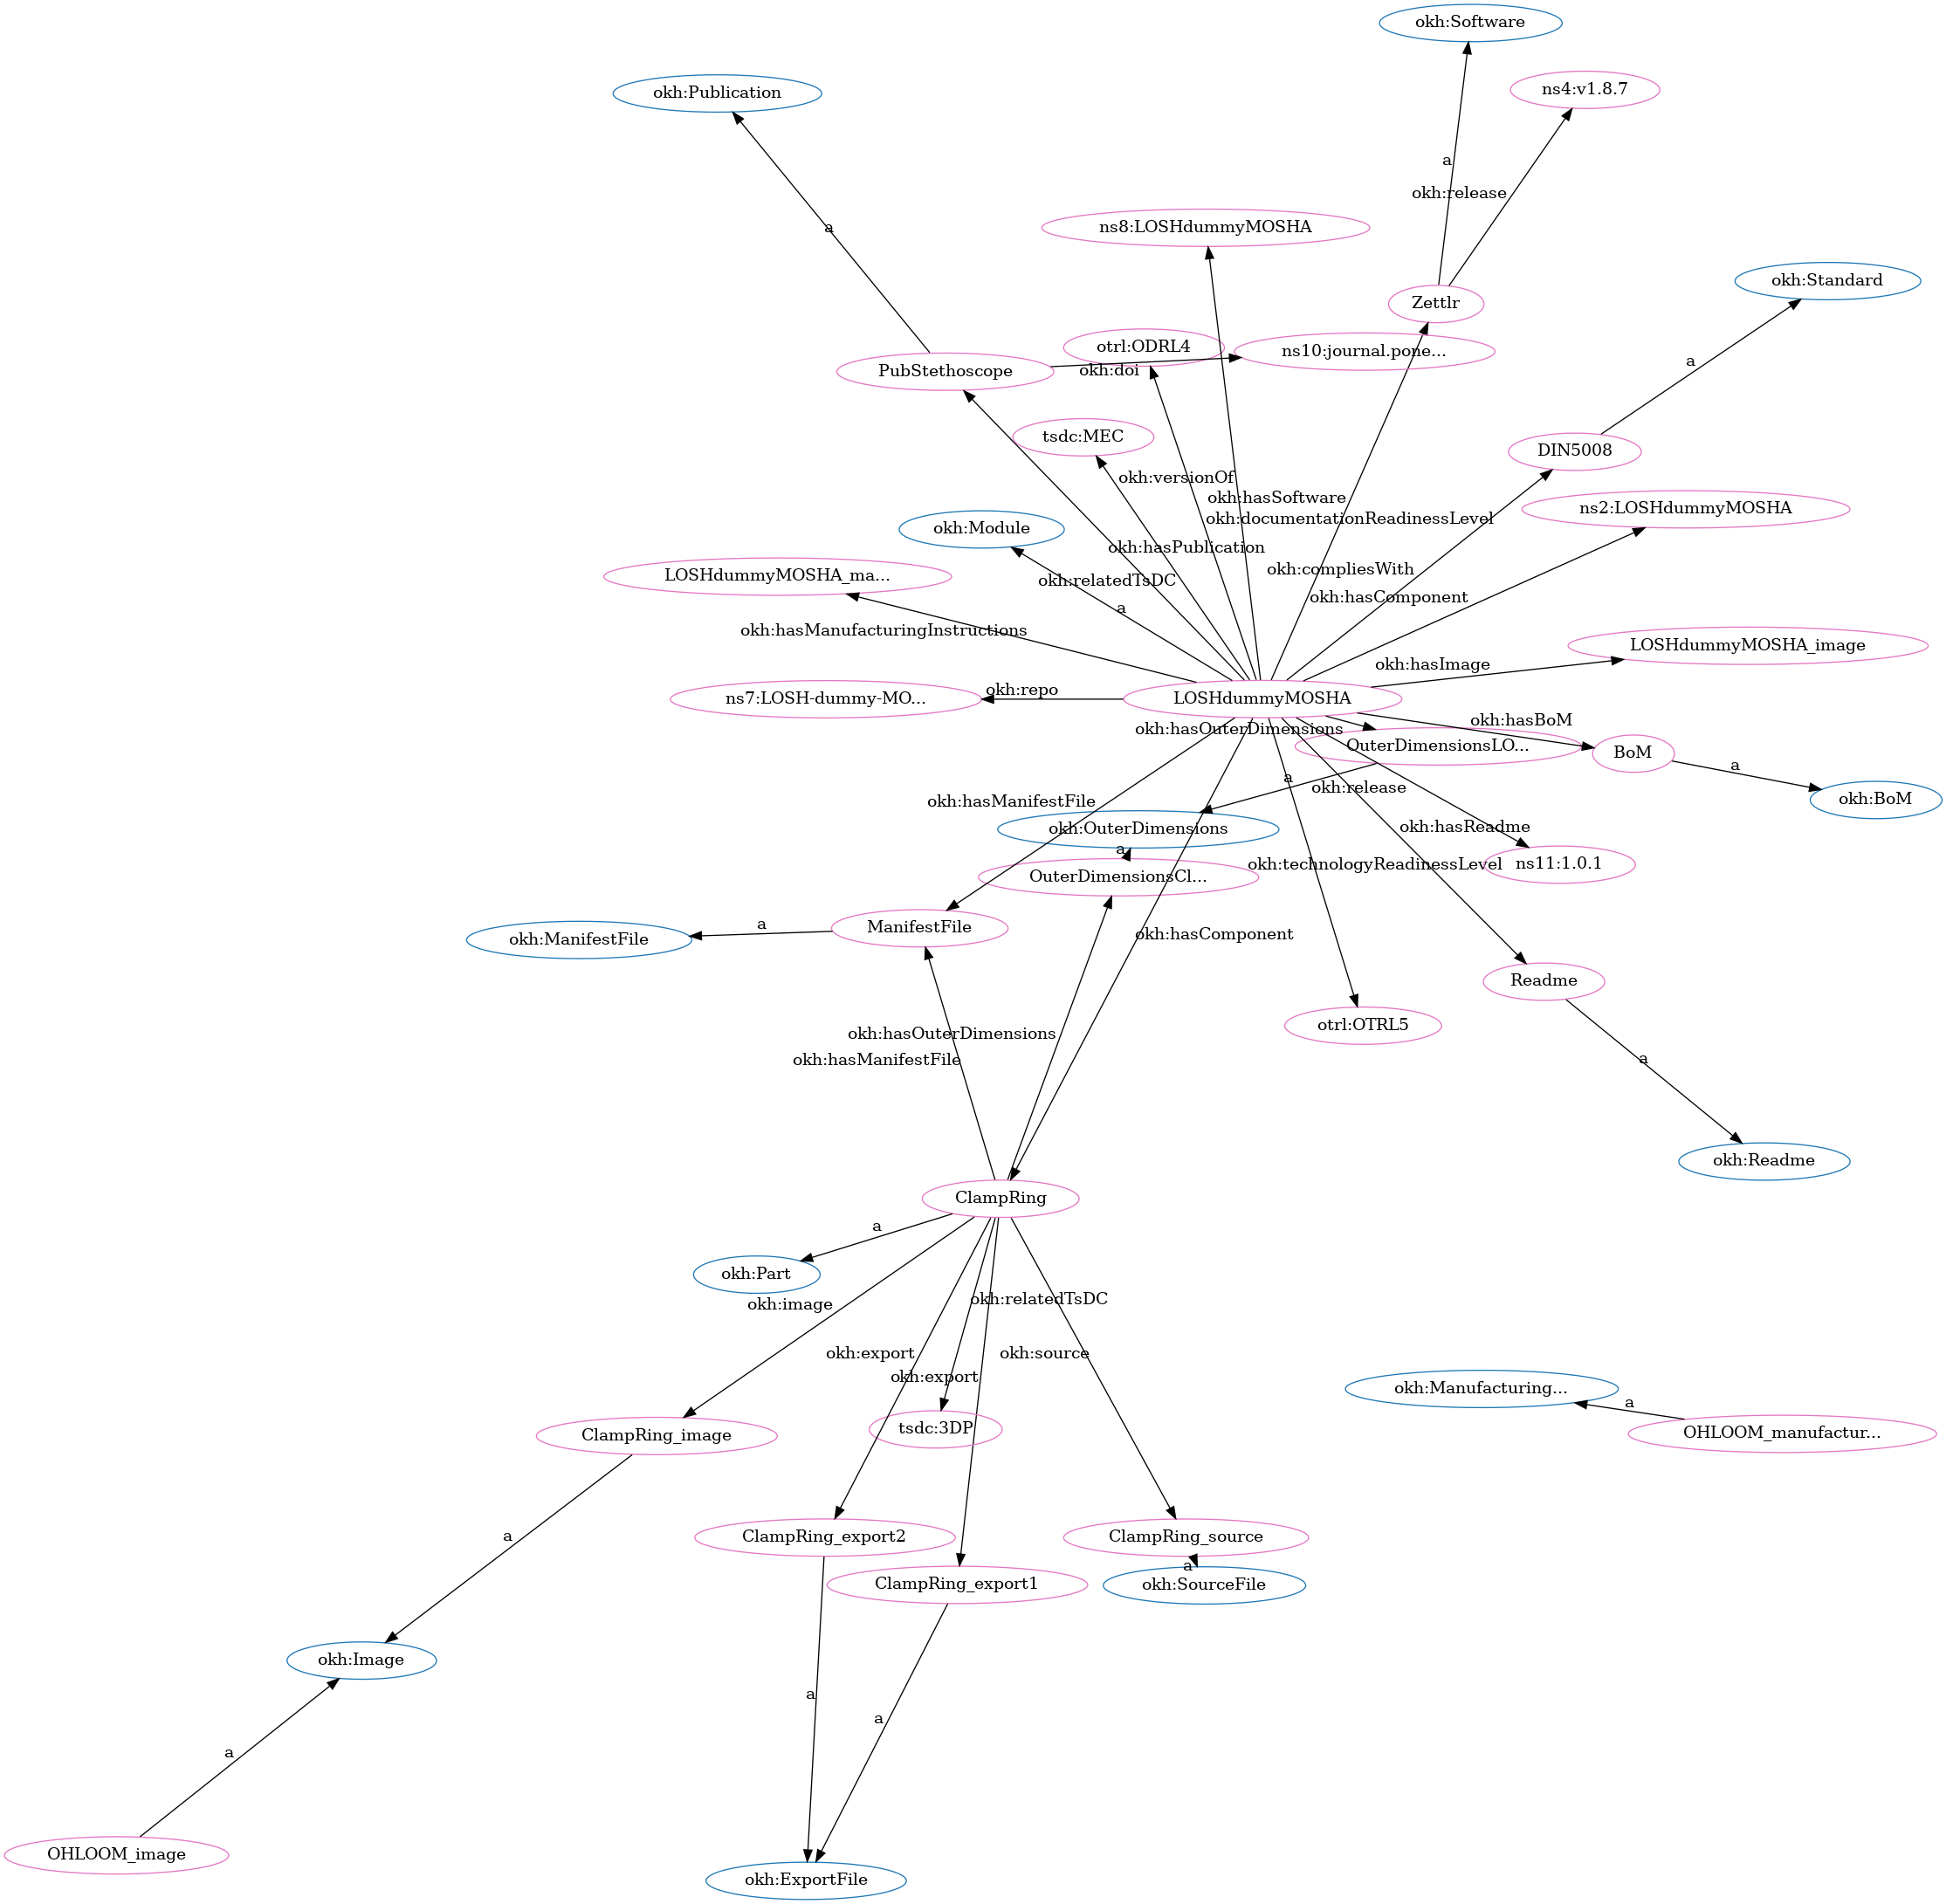 okh:Software
ns4:v1.8.7
okh:Publication
a
okh:release
a
ns8:LOSHdummyMOSHA
okh:Standard
Zettlr
otrl:ODRL4
ns10:journal.pone...
a
PubStethoscope
okh:doi
tsdc:MEC
DIN5008
okh:versionOf
okh:hasSoftware
ns2:LOSHdummyMOSHA
okh:documentationReadinessLevel
okh:Module
okh:hasPublication
okh:compliesWith
LOSHdummyMOSHA_ma...
okh:relatedTsDC
okh:hasComponent
a
okh:hasManufacturingInstructions
LOSHdummyMOSHA_image
okh:hasImage
okh:repo
ns7:LOSH-dummy-MO...
LOSHdummyMOSHA
okh:hasBoM
okh:hasOuterDimensions
OuterDimensionsLO...
BoM
a
a
okh:release
okh:BoM
okh:hasManifestFile
okh:OuterDimensions
okh:hasReadme
a
okh:technologyReadinessLevel
ns11:1.0.1
OuterDimensionsCl...
a
ManifestFile
okh:ManifestFile
okh:hasComponent
Readme
otrl:OTRL5
okh:hasOuterDimensions
okh:hasManifestFile
a
okh:Readme
ClampRing
a
okh:Part
okh:image
okh:relatedTsDC
okh:export
okh:source
okh:export
okh:Manufacturing...
a
tsdc:3DP
ClampRing_image
OHLOOM_manufactur...
a
ClampRing_export2
ClampRing_source
a
ClampRing_export1
okh:SourceFile
okh:Image
a
a
a
OHLOOM_image
okh:ExportFile